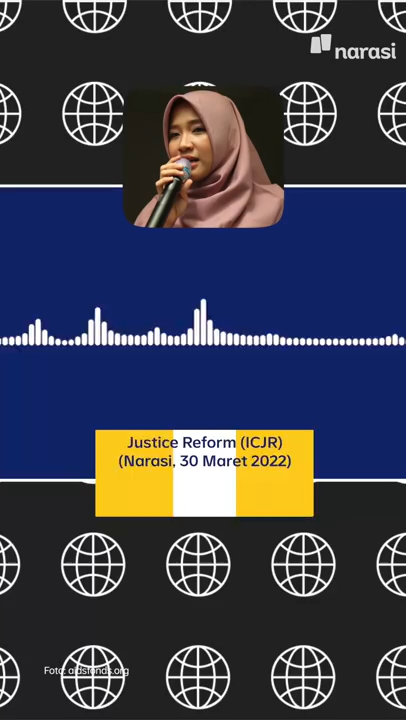 narasi
Justice Reform (ICJR)
(Narasi, 30 Maret 2022)
Foto: aidsfonds.org